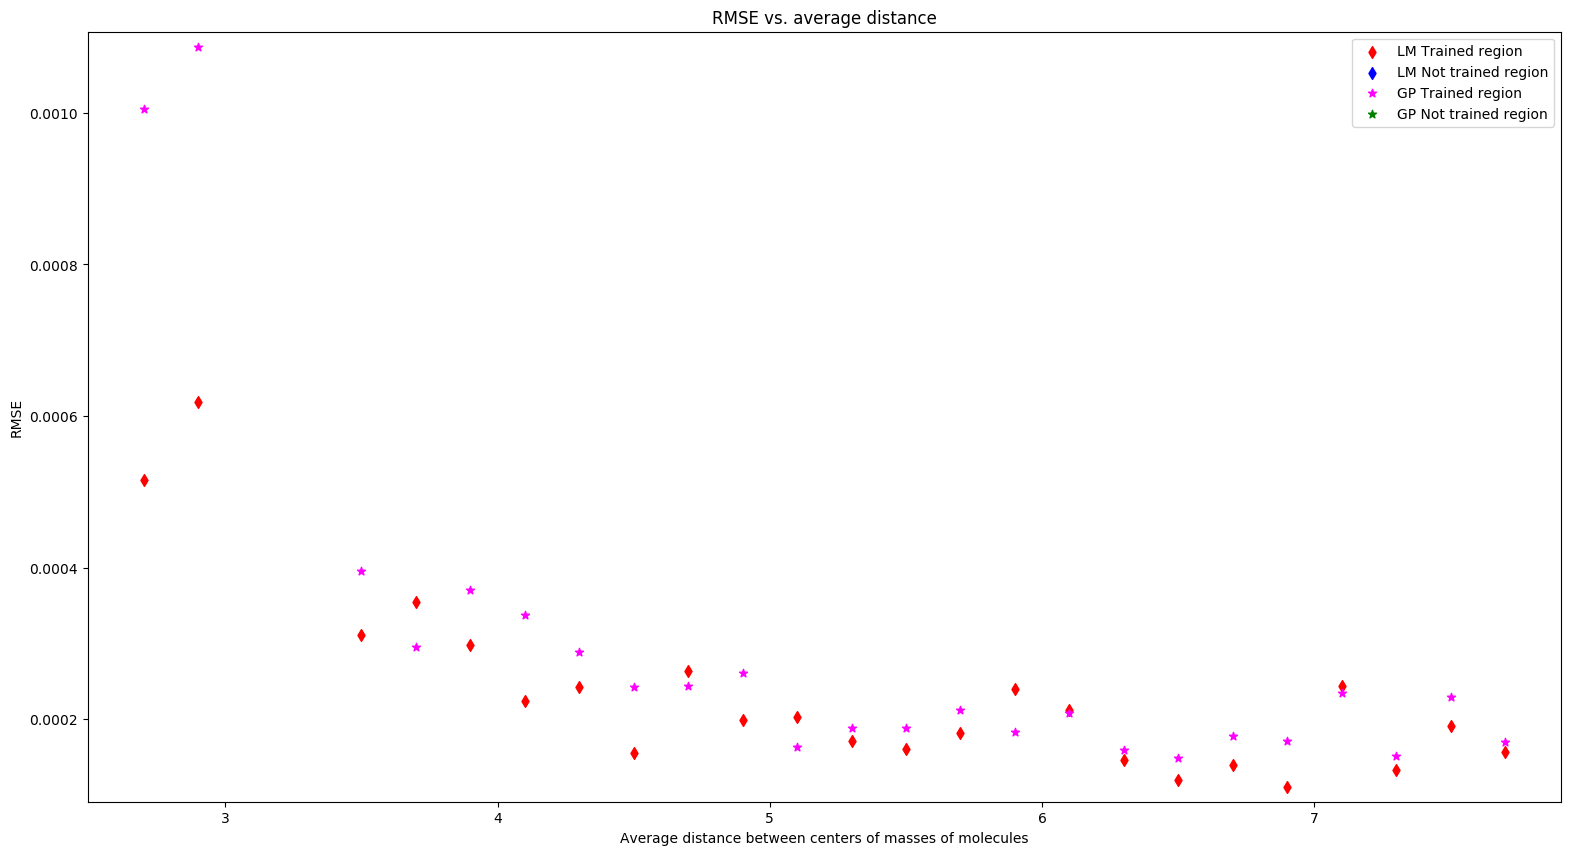 RMSE vs. average distance
LM Trained region
LM Not trained region
GP Trained region
GP Not trained region
0.0010
0.0008
0.0006
0.0004
0.0002
RMSE
3 4 5 6 7
Average distance between centers of masses of molecules